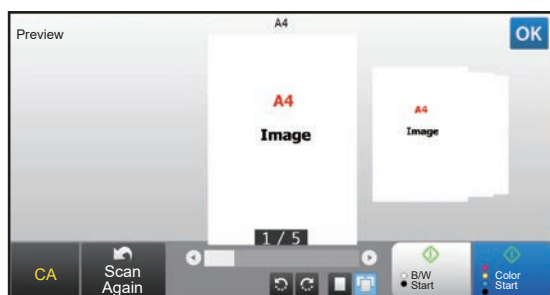 A4
Preview
OK
A4
Image
A4
Image
1 / 5
CA
Scan
Again
B/W
Start
Color
Start